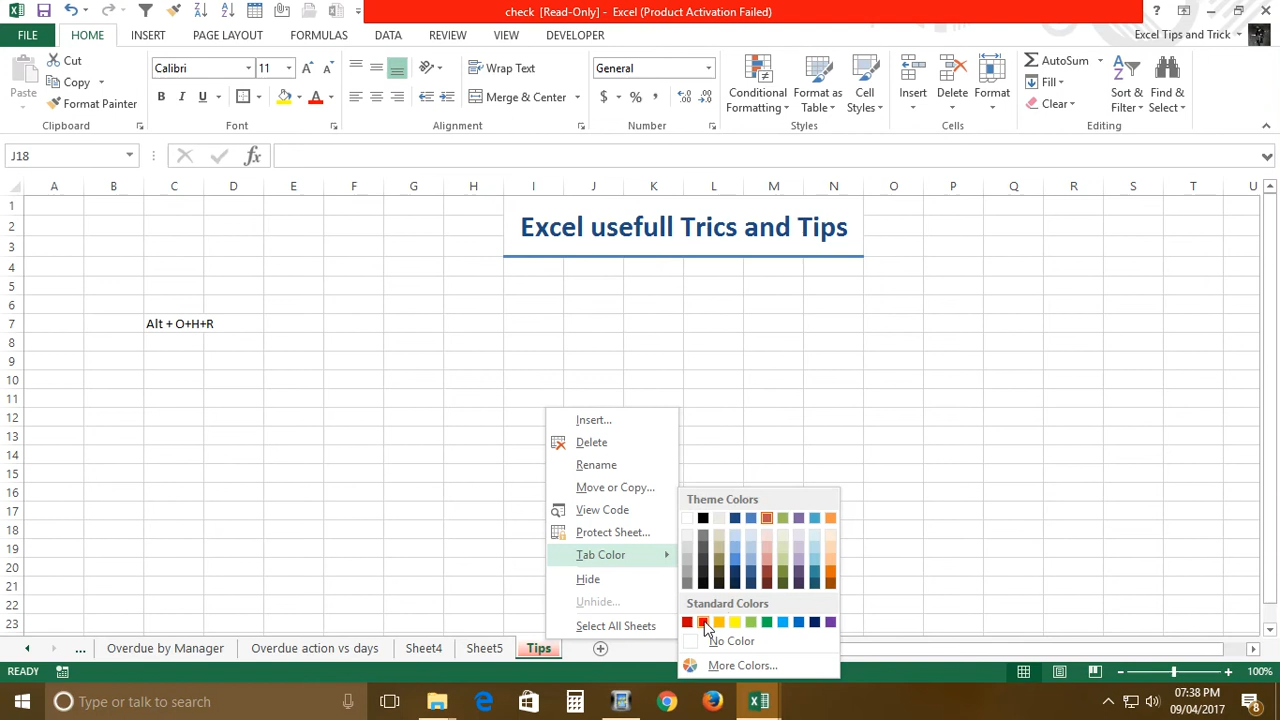 check [Read-Only] - Excel (Product Activation Failed)
?
FILE HOME INSERT PAGE LAYOUT FORMULAS DATA REVIEW VIEW DEVELOPER
Excel Tips and Trick
Paste
Cut
Copy
Format Painter
Clipboard
Calibri 11
B I U
A
Font
Wrap Text
Merge & Center
Alignment
General
$ % ,
Number
Conditional Formatting
Format as Table
Cell Styles
Styles
Insert Delete Format
Cells
AutoSum
Fill
Clear
Sort & Filter
Find & Select
Editing
J18
fx
A B C D E F G H I J K L M N O P Q R S T U
1
2
3
4
5
6
7
8
9
10
11
12
13
14
15
16
17
18
19
20
21
22
23
Excel usefull Trics and Tips
Alt + O+H+R
Insert...
Delete
Rename
Move or Copy...
View Code
Protect Sheet...
Tab Color
Hide
Unhide...
Select All Sheets
Theme Colors
Standard Colors
No Color
More Colors...
... Overdue by Manager Overdue action vs days Sheet4 Sheet5 Tips
READY
100%
Type or talk to search
07:38 PM
09/04/2017
8